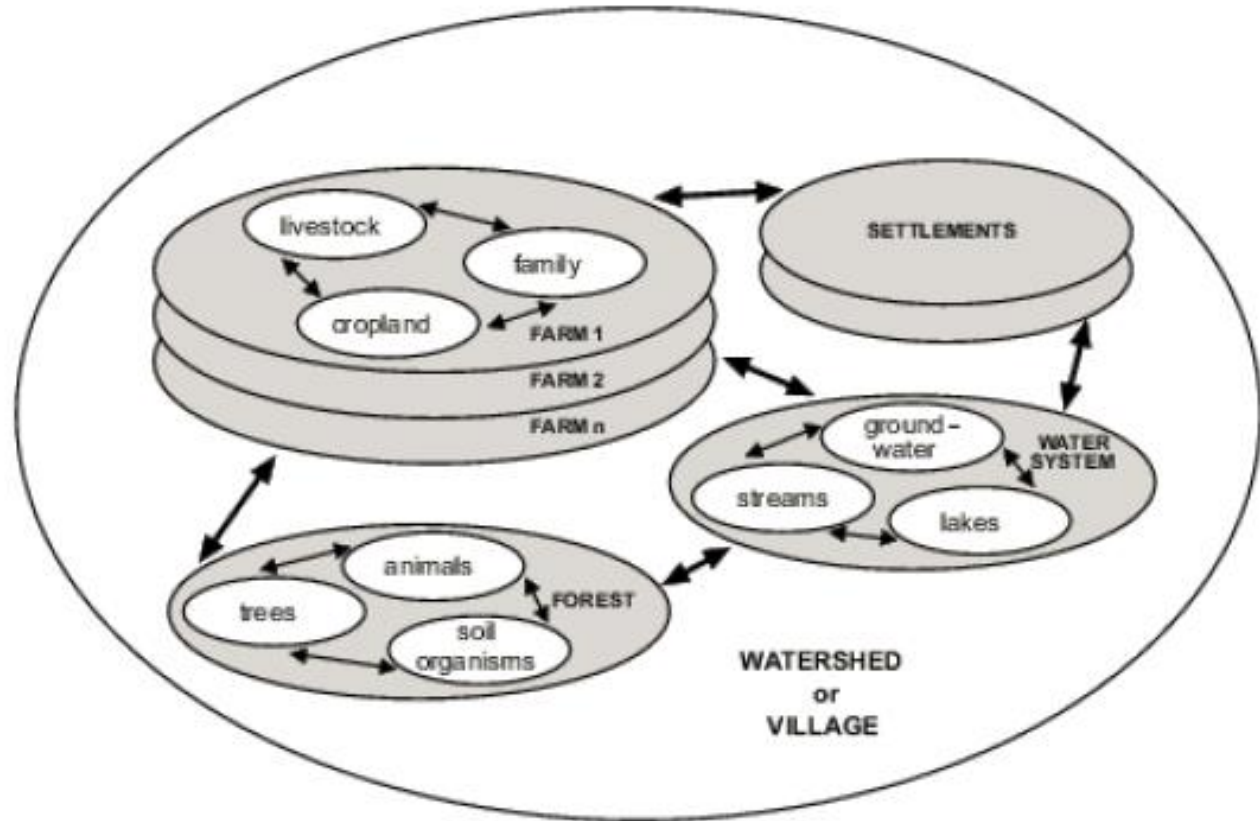 livestock
family
cropland
FARM 1
FARM 2
FARM n
SETTLEMENTS
ground-
water
WATER
SYSTEM
streams
lakes
animals
trees
FOREST
soil
organisms
WATERSHED
or
VILLAGE